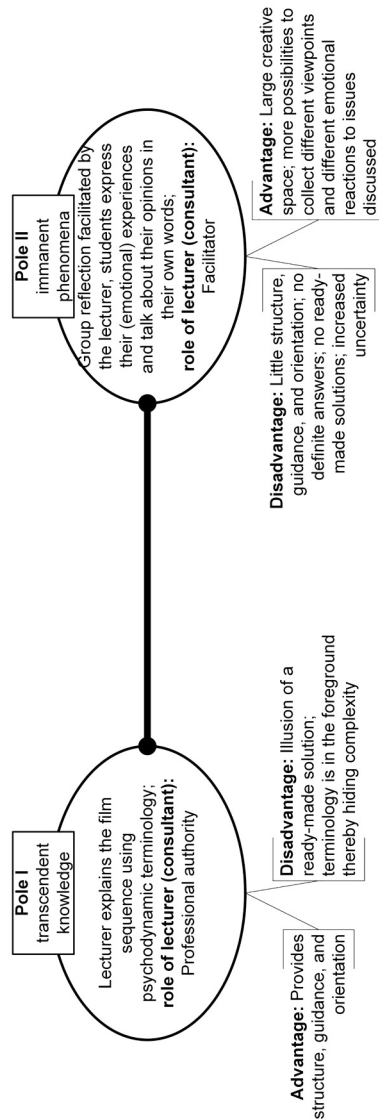 Pole I
transcendent
knowledge
Lecturer explains the film
sequence using
psychodynamic terminology;
role of lecturer (consultant):
Professional authority
Advantage: Provides
structure, guidance, and
orientation
Disadvantage: Illusion of a
ready-made solution;
terminology is in the foreground
thereby hiding complexity
Pole II
immanent
phenomena
Group reflection facilitated by
the lecturer, students express
their (emotional) experiences
and talk about their opinions in
their own words;
role of lecturer (consultant):
Facilitator
Disadvantage: Little structure,
guidance, and orientation; no
definite answers; no ready-
made solutions; increased
uncertainty
Advantage: Large creative
space; more possibilities to
collect different viewpoints
and different emotional
reactions to issues
discussed